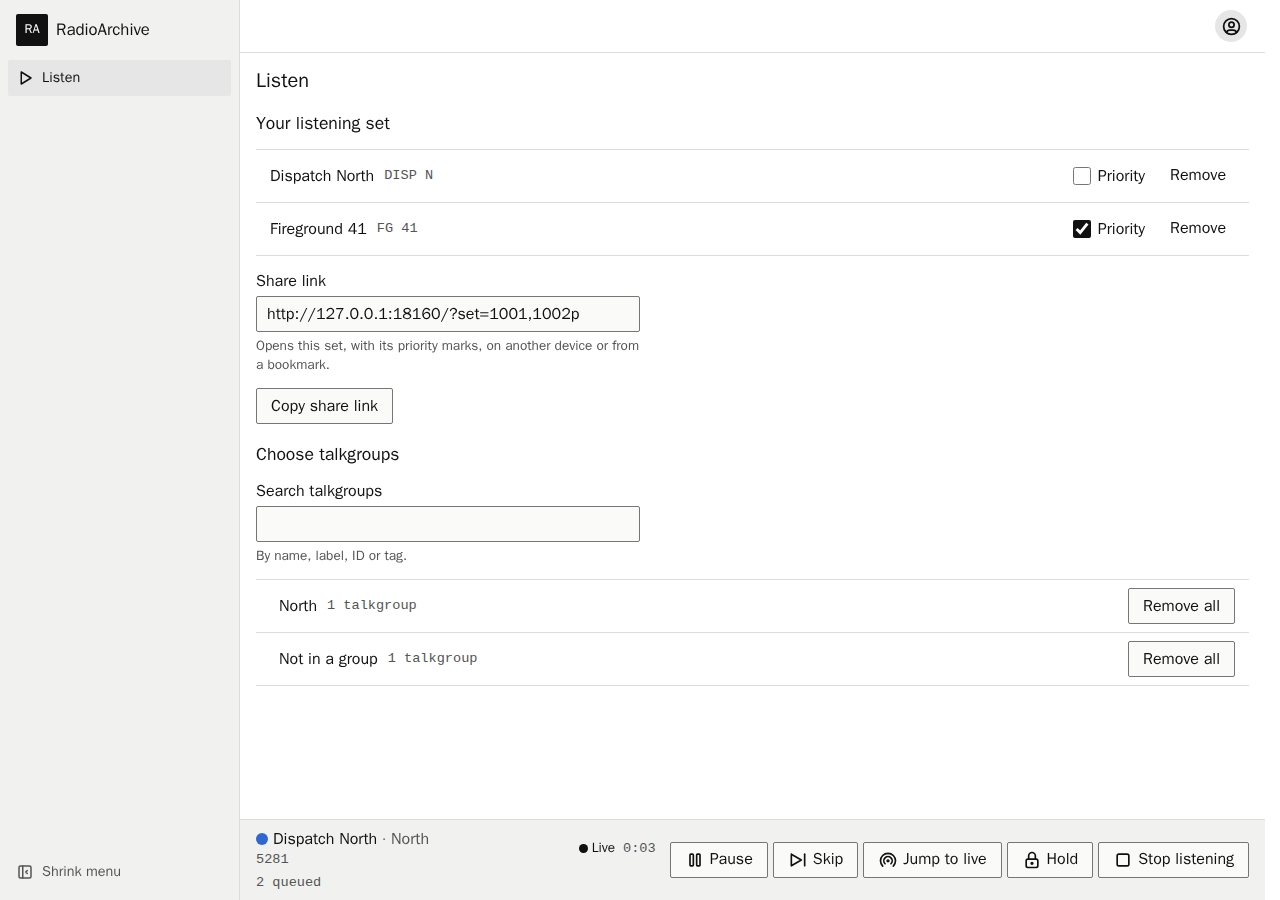 RA RadioArchive
Listen
Listen
Your listening set
Dispatch North DISP N Priority Remove
Fireground 41 FG 41 Priority Remove
Share link
http://127.0.0.1:18160/?set=1001,1002p
Opens this set, with its priority marks, on another device or from
a bookmark.
Copy share link
Choose talkgroups
Search talkgroups
By name, label, ID or tag.
North 1 talkgroup Remove all
Not in a group 1 talkgroup Remove all
Shrink menu
Dispatch North · North
5281
2 queued
Live 0:03
Pause Skip Jump to live Hold Stop listening